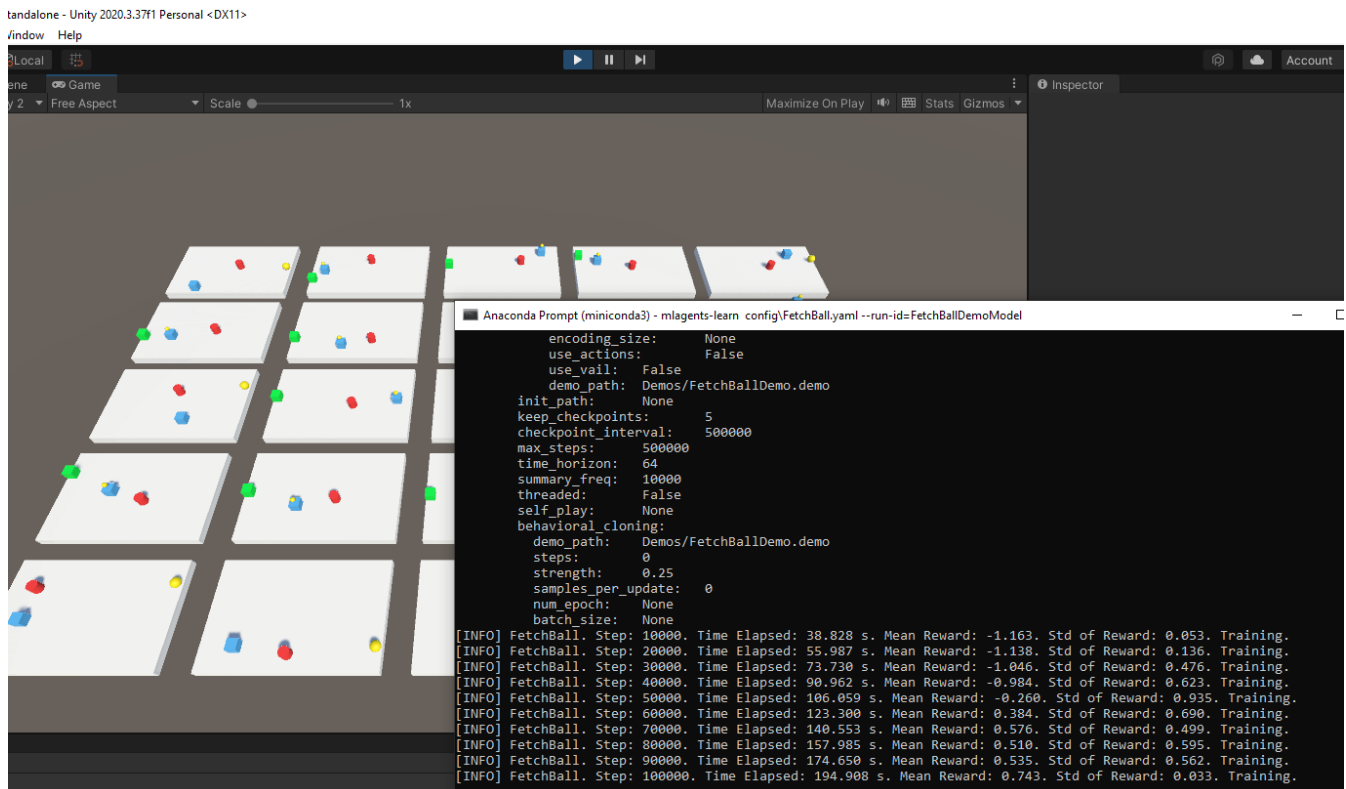 tandalone - Unity 2020.3.37f1 Personal <DX11>
Window Help
Local
ene Game
y 2 Free Aspect Scale 1x Maximize On Play Stats Gizmos
Inspector
Account
Anaconda Prompt (miniconda3) - mlagents-learn config\FetchBall.yaml --run-id=FetchBallDemoModel
encoding_size: None
use_actions: False
use_vail: False
demo_path: Demos/FetchBallDemo.demo
init_path: None
keep_checkpoints: 5
checkpoint_interval: 500000
max_steps: 500000
time_horizon: 64
summary_freq: 10000
threaded: False
self_play: None
behavioral_cloning:
demo_path: Demos/FetchBallDemo.demo
steps: 0
strength: 0.25
samples_per_update: 0
num_epoch: None
batch_size: None
[INFO] FetchBall. Step: 10000. Time Elapsed: 38.828 s. Mean Reward: -1.163. Std of Reward: 0.053. Training.
[INFO] FetchBall. Step: 20000. Time Elapsed: 55.987 s. Mean Reward: -1.138. Std of Reward: 0.136. Training.
[INFO] FetchBall. Step: 30000. Time Elapsed: 73.730 s. Mean Reward: -1.046. Std of Reward: 0.476. Training.
[INFO] FetchBall. Step: 40000. Time Elapsed: 90.962 s. Mean Reward: -0.984. Std of Reward: 0.623. Training.
[INFO] FetchBall. Step: 50000. Time Elapsed: 106.059 s. Mean Reward: -0.260. Std of Reward: 0.935. Training.
[INFO] FetchBall. Step: 60000. Time Elapsed: 123.300 s. Mean Reward: 0.384. Std of Reward: 0.690. Training.
[INFO] FetchBall. Step: 70000. Time Elapsed: 140.553 s. Mean Reward: 0.576. Std of Reward: 0.499. Training.
[INFO] FetchBall. Step: 80000. Time Elapsed: 157.985 s. Mean Reward: 0.510. Std of Reward: 0.595. Training.
[INFO] FetchBall. Step: 90000. Time Elapsed: 174.650 s. Mean Reward: 0.535. Std of Reward: 0.562. Training.
[INFO] FetchBall. Step: 100000. Time Elapsed: 194.908 s. Mean Reward: 0.743. Std of Reward: 0.033. Training.